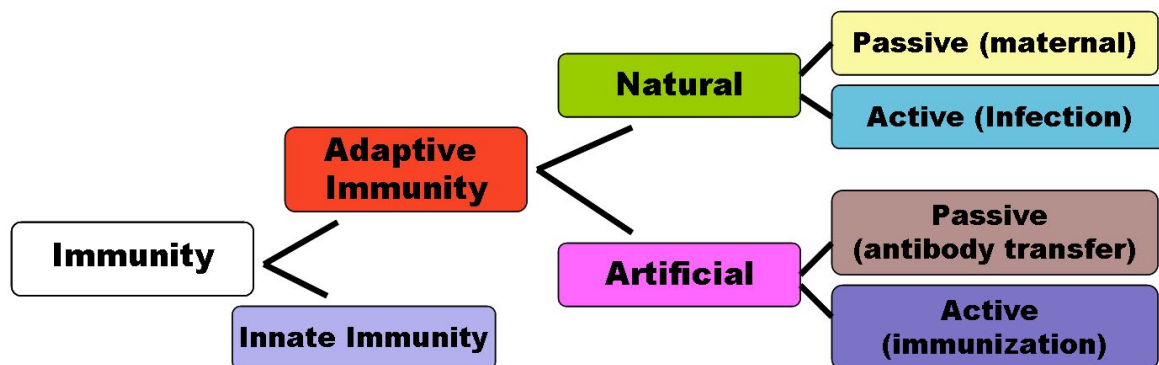 Passive (maternal)
Natural
Active (Infection)
Adaptive
Immunity
Passive
(antibody transfer)
Immunity
Artificial
Active
(immunization)
Innate Immunity